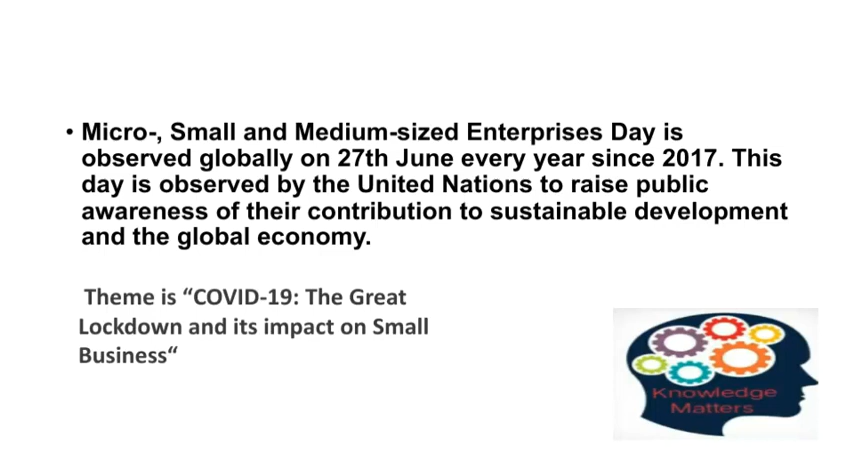 • Micro-, Small and Medium-sized Enterprises Day is
observed globally on 27th June every year since 2017. This
day is observed by the United Nations to raise public
awareness of their contribution to sustainable development
and the global economy.
Theme is “COVID-19: The Great
Lockdown and its impact on Small
Business“
Knowledge
Matters